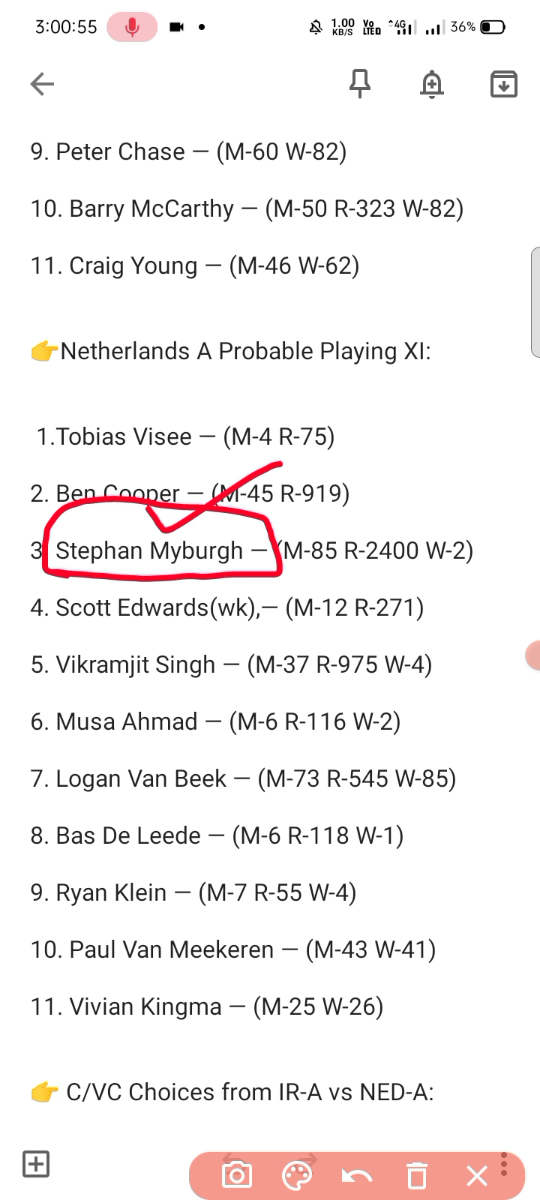 3:00:55 1.00 KB/S Vo LTED 4G 36%
9. Peter Chase – (M-60 W-82)
10. Barry McCarthy – (M-50 R-323 W-82)
11. Craig Young – (M-46 W-62)
👉Netherlands A Probable Playing XI:
1.Tobias Visee – (M-4 R-75)
2. Ben Cooper – (M-45 R-919)
3. Stephan Myburgh – (M-85 R-2400 W-2)
4. Scott Edwards(wk),– (M-12 R-271)
5. Vikramjit Singh – (M-37 R-975 W-4)
6. Musa Ahmad – (M-6 R-116 W-2)
7. Logan Van Beek – (M-73 R-545 W-85)
8. Bas De Leede – (M-6 R-118 W-1)
9. Ryan Klein – (M-7 R-55 W-4)
10. Paul Van Meekeren – (M-43 W-41)
11. Vivian Kingma – (M-25 W-26)
👉 C/VC Choices from IR-A vs NED-A: